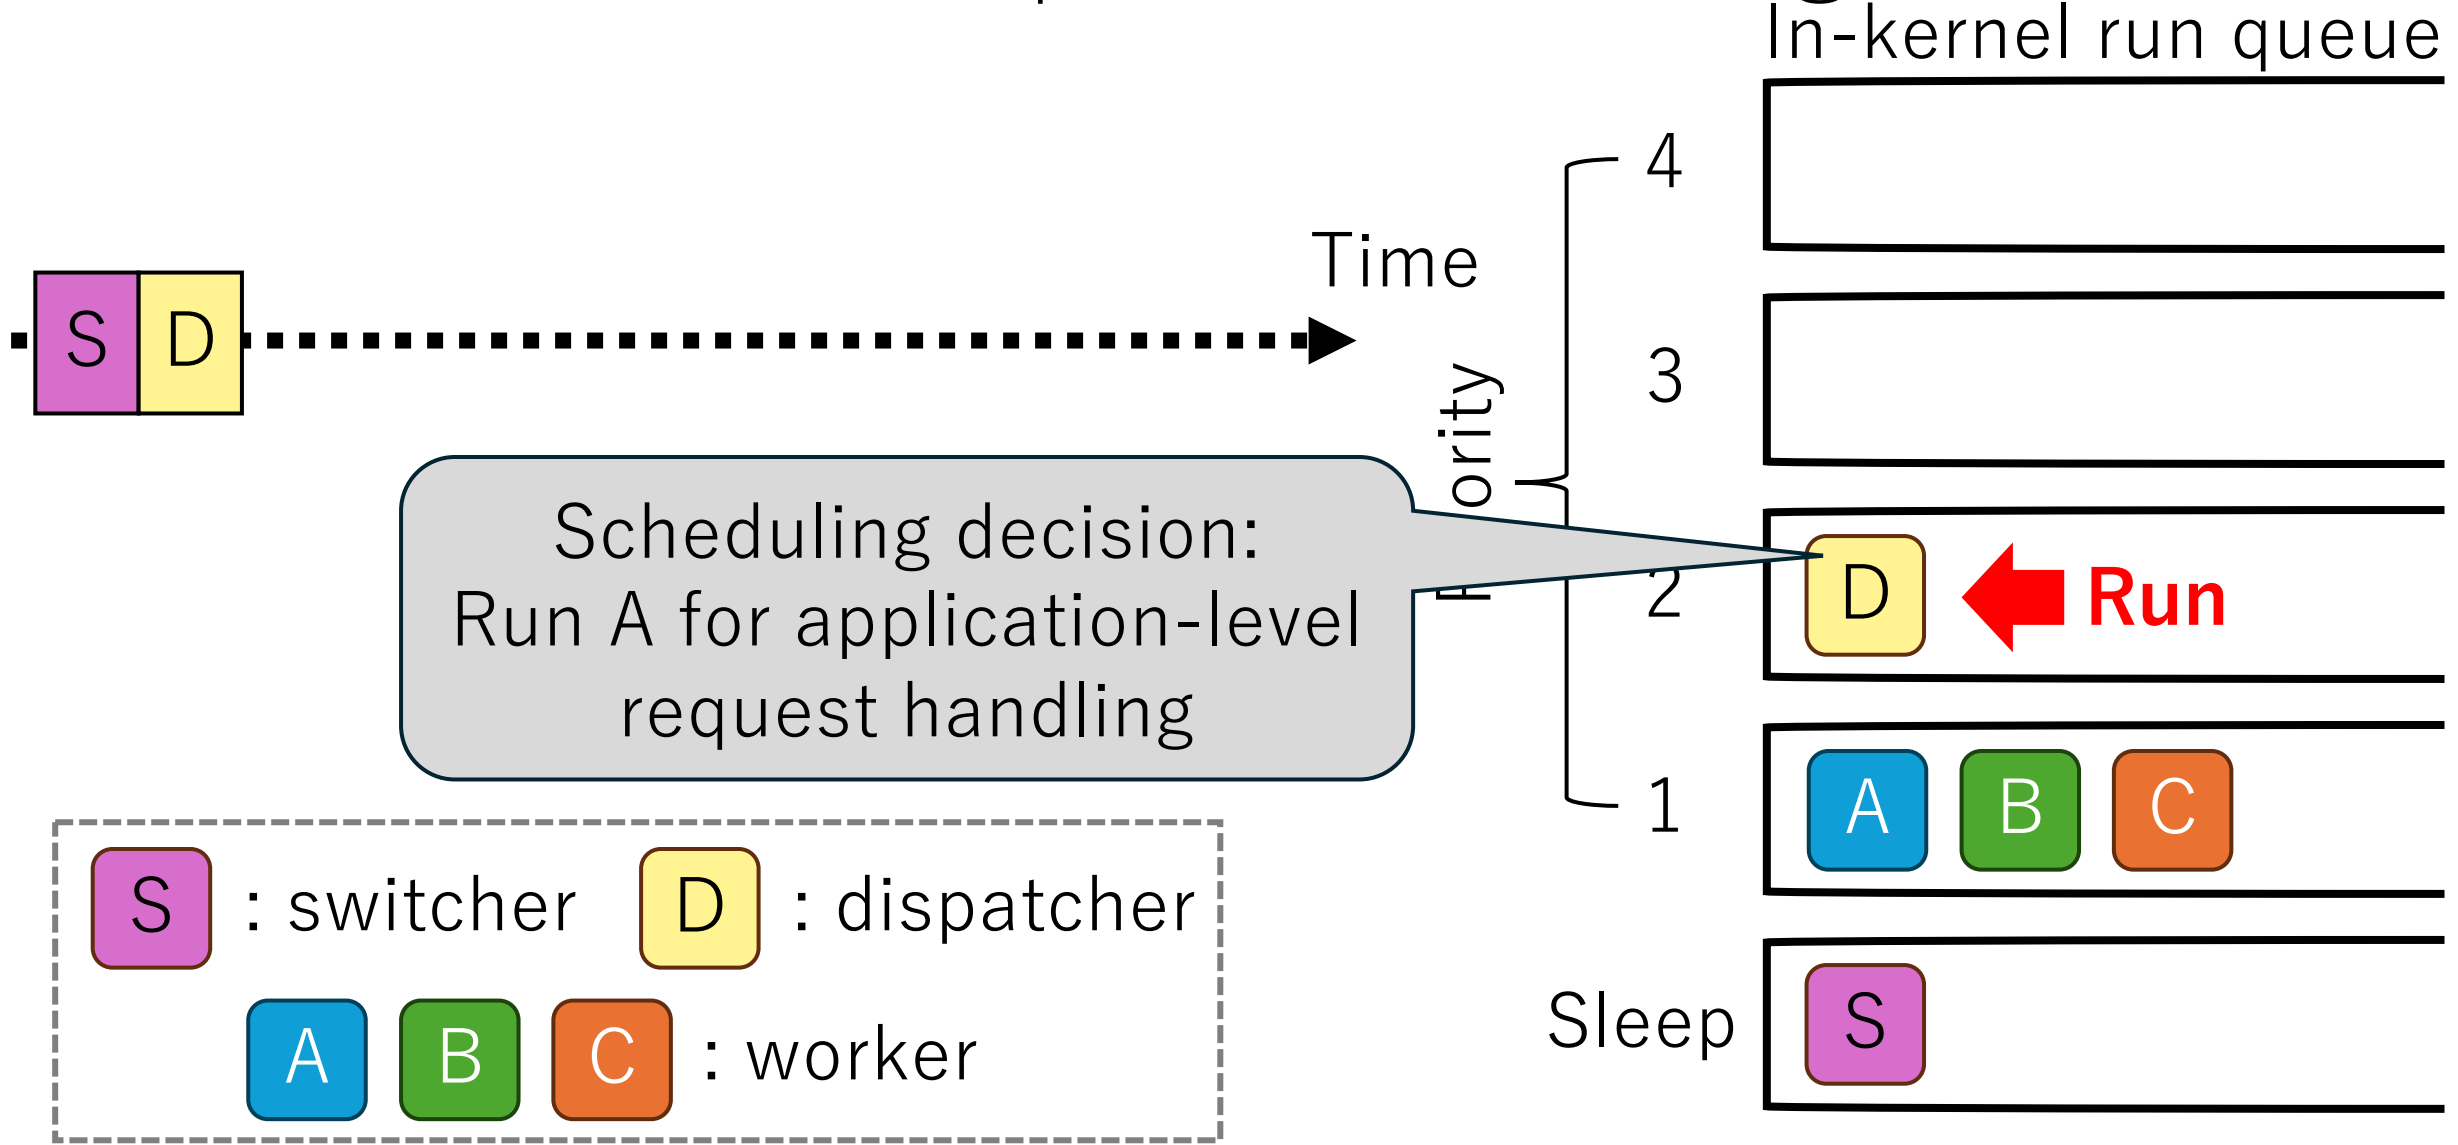 In-kernel run queue
4
Time
S D
3
Scheduling decision:
Run A for application-level
request handling
2
D
Run
1
A B C
S : switcher D : dispatcher
A B C : worker
Sleep
S